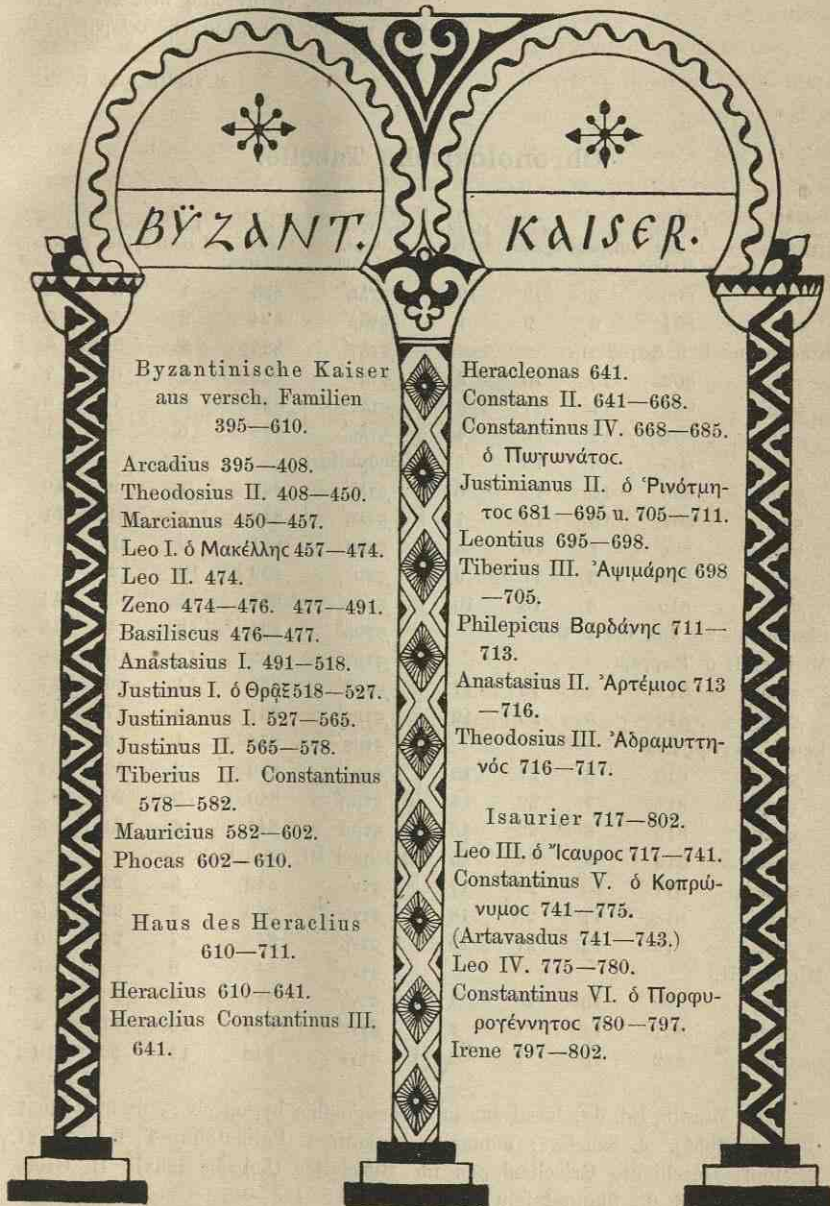 BŸZANT. KAISER.
Byzantinische Kaiser
aus versch. Familien
395—610.
Arcadius 395—408.
Theodosius II. 408—450.
Marcianus 450—457.
Leo I. ὁ Μακέλληϲ 457—474.
Leo II. 474.
Zeno 474—476. 477—491.
Basiliscus 476—477.
Anastasius I. 491—518.
Justinus I. ὁ Θρᾷξ 518—527.
Justinianus I. 527—565.
Justinus II. 565—578.
Tiberius II. Constantinus
578—582.
Mauricius 582—602.
Phocas 602—610.
Haus des Heraclius
610—711.
Heraclius 610—641.
Heraclius Constantinus III.
641.
Heracleonas 641.
Constans II. 641—668.
Constantinus IV. 668—685.
ὁ Πωγωνάτοϲ.
Justinianus II. ὁ Ῥινότμη-
τοϲ 681—695 u. 705—711.
Leontius 695—698.
Tiberius III. Ἀψιμάρηϲ 698
—705.
Philepicus Βαρδάνηϲ 711—
713.
Anastasius II. Ἀρτέμιοϲ 713
—716.
Theodosius III. Ἀδραμυττη-
νόϲ 716—717.
Isaurier 717—802.
Leo III. ὁ Ἴϲαυροϲ 717—741.
Constantinus V. ὁ Κοπρώ-
νυμοϲ 741—775.
(Artavasdus 741—743.)
Leo IV. 775—780.
Constantinus VI. ὁ Πορφυ-
ρογέννητοϲ 780—797.
Irene 797—802.